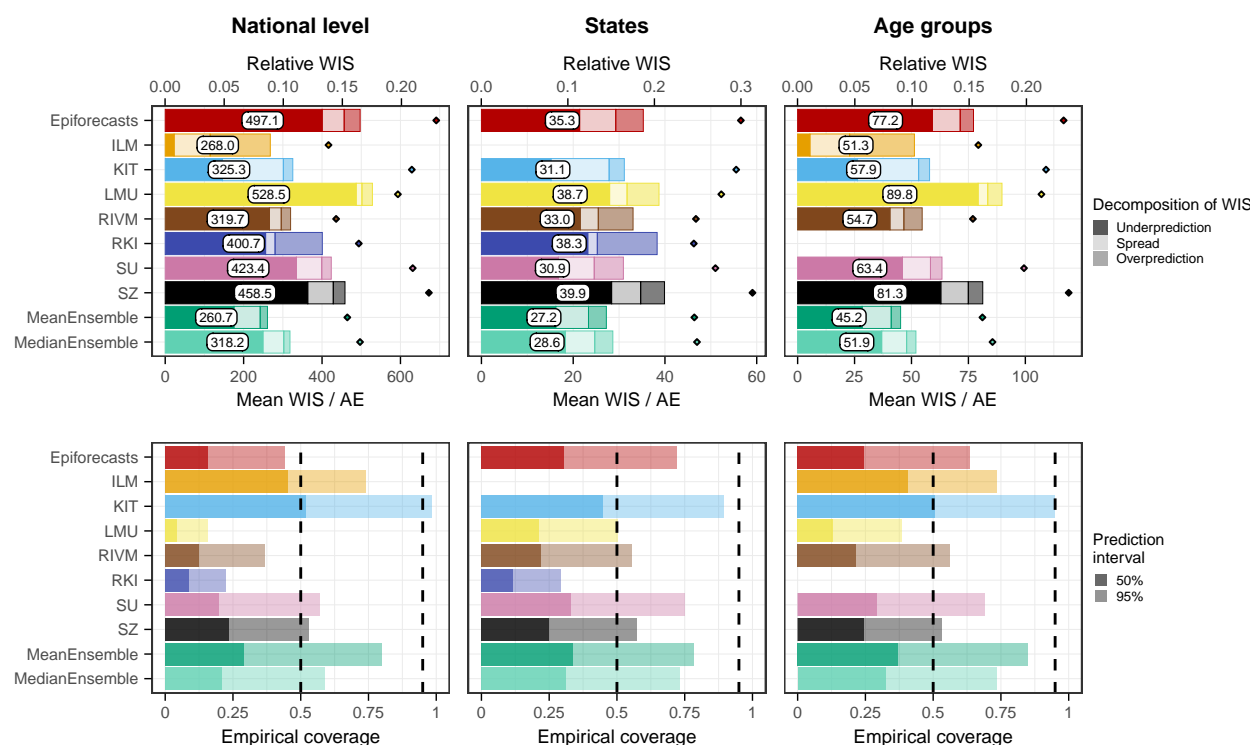 National level
States
Age groups
Relative WIS
Relative WIS
Relative WIS
0.00 0.05 0.10 0.15 0.20
0.0 0.1 0.2 0.3
0.00 0.05 0.10 0.15 0.20
Epiforecasts 497.1 35.3 77.2
ILM 268.0 51.3
KIT 325.3 31.1 57.9
LMU 528.5 38.7 89.8
RIVM 319.7 33.0 54.7
RKI 400.7 38.3
SU 423.4 30.9 63.4
SZ 458.5 39.9 81.3
MeanEnsemble 260.7 27.2 45.2
MedianEnsemble 318.2 28.6 51.9
0 200 400 600
0 20 40 60
0 25 50 75 100
Mean WIS / AE
Mean WIS / AE
Mean WIS / AE
Decomposition of WIS
Underprediction
Spread
Overprediction
Epiforecasts
ILM
KIT
LMU
RIVM
RKI
SU
SZ
MeanEnsemble
MedianEnsemble
0 0.25 0.5 0.75 1
0 0.25 0.5 0.75 1
0 0.25 0.5 0.75 1
Empirical coverage
Empirical coverage
Empirical coverage
Prediction
interval
50%
95%